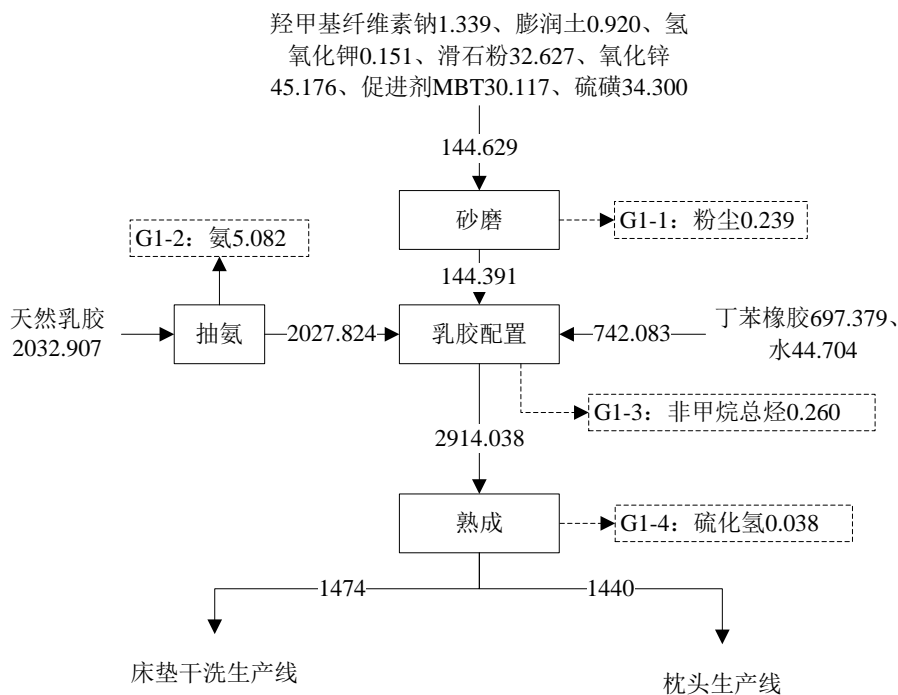 羟甲基纤维素钠1.339、膨润土0.920、氢
氧化钾0.151、滑石粉32.627、氧化锌
45.176、促进剂MBT30.117、硫磺34.300
144.629
砂磨
G1-1：粉尘0.239
G1-2：氨5.082
144.391
天然乳胶
2032.907
抽氨
2027.824
乳胶配置
742.083
丁苯橡胶697.379、
水44.704
G1-3：非甲烷总烃0.260
2914.038
熟成
G1-4：硫化氢0.038
1474
1440
床垫干洗生产线
枕头生产线